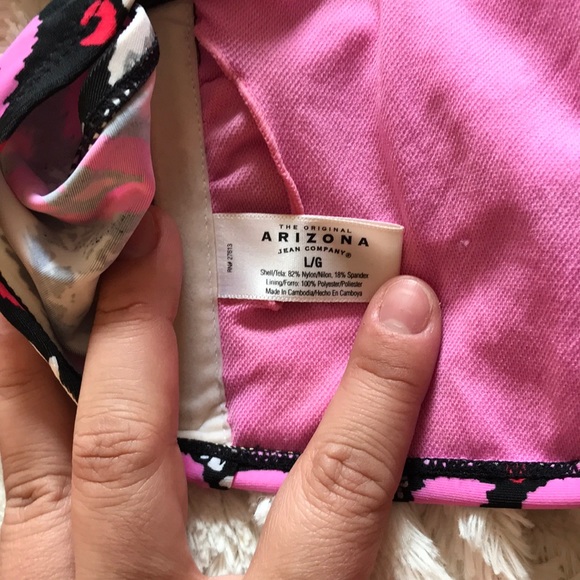 THE ORIGINAL
ARIZONA
JEAN COMPANY®
L/G
Shell/Tela: 82% Nylon/Nilon, 18% Spandex
Lining/Forro: 100% Polyester/Poliester
Made In Cambodia/Hecho En Camboya
RN# 27813